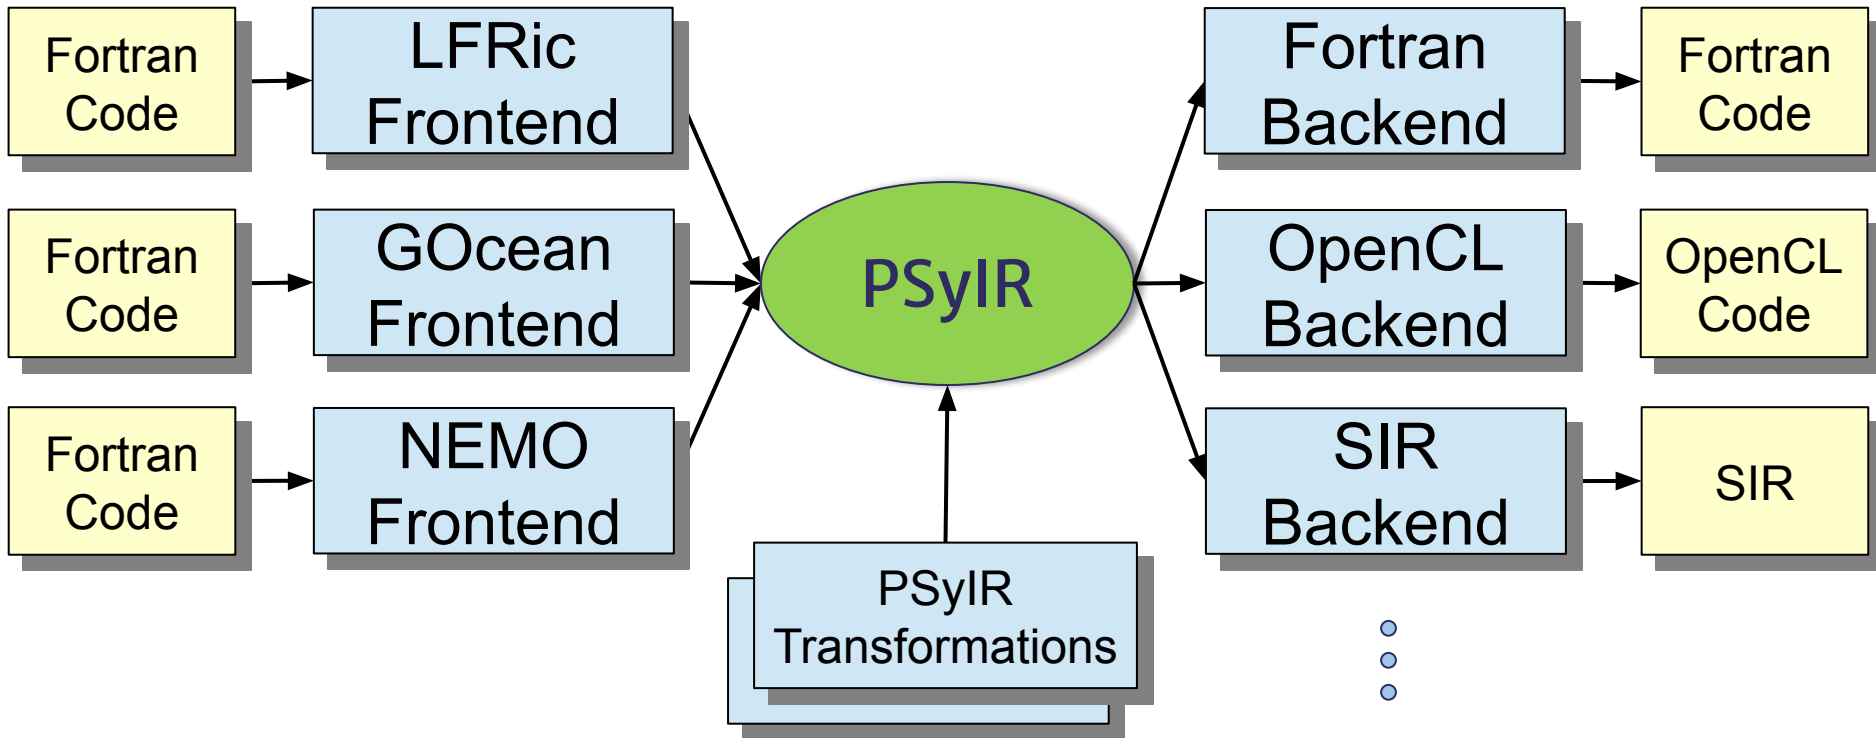 Fortran
Code
LFRic
Frontend
Fortran
Backend
Fortran
Code
Fortran
Code
GOcean
Frontend
PSyIR
OpenCL
Backend
OpenCL
Code
Fortran
Code
NEMO
Frontend
SIR
Backend
SIR
PSyIR
Transformations